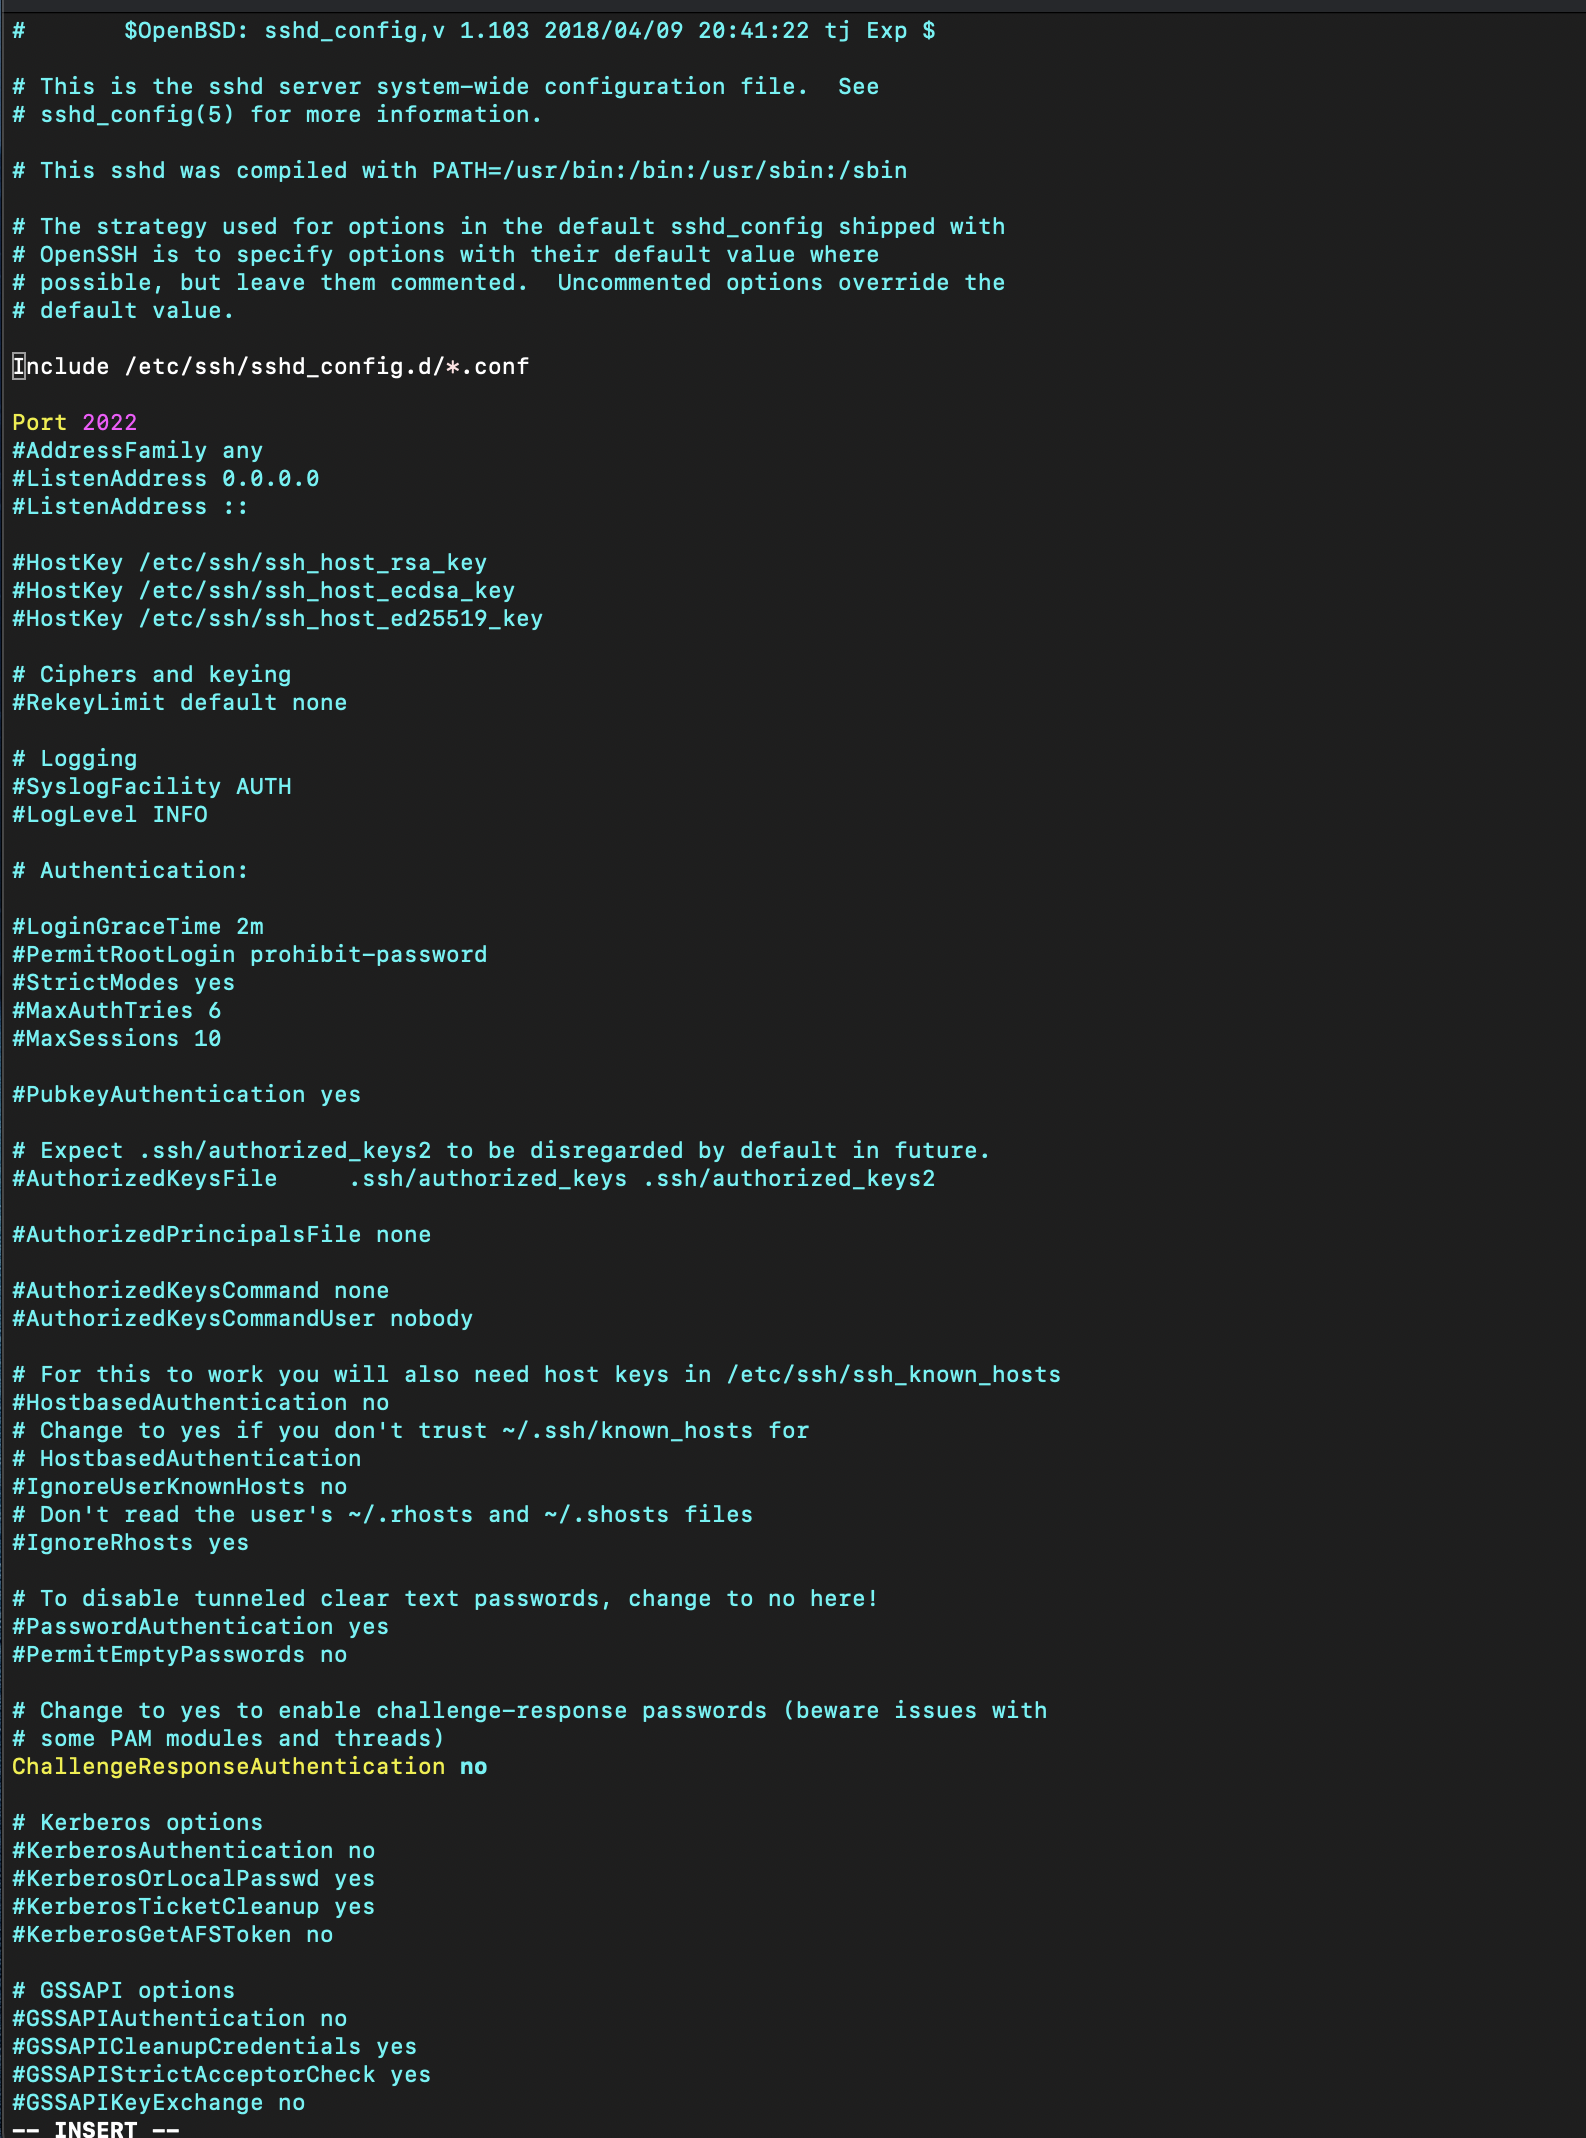 #       $OpenBSD: sshd_config,v 1.103 2018/04/09 20:41:22 tj Exp $
# This is the sshd server system-wide configuration file.  See
# sshd_config(5) for more information.
# This sshd was compiled with PATH=/usr/bin:/bin:/usr/sbin:/sbin
# The strategy used for options in the default sshd_config shipped with
# OpenSSH is to specify options with their default value where
# possible, but leave them commented.  Uncommented options override the
# default value.
Include /etc/ssh/sshd_config.d/*.conf
Port 2022
#AddressFamily any
#ListenAddress 0.0.0.0
#ListenAddress ::
#HostKey /etc/ssh/ssh_host_rsa_key
#HostKey /etc/ssh/ssh_host_ecdsa_key
#HostKey /etc/ssh/ssh_host_ed25519_key
# Ciphers and keying
#RekeyLimit default none
# Logging
#SyslogFacility AUTH
#LogLevel INFO
# Authentication:
#LoginGraceTime 2m
#PermitRootLogin prohibit-password
#StrictModes yes
#MaxAuthTries 6
#MaxSessions 10
#PubkeyAuthentication yes
# Expect .ssh/authorized_keys2 to be disregarded by default in future.
#AuthorizedKeysFile     .ssh/authorized_keys .ssh/authorized_keys2
#AuthorizedPrincipalsFile none
#AuthorizedKeysCommand none
#AuthorizedKeysCommandUser nobody
# For this to work you will also need host keys in /etc/ssh/ssh_known_hosts
#HostbasedAuthentication no
# Change to yes if you don't trust ~/.ssh/known_hosts for
# HostbasedAuthentication
#IgnoreUserKnownHosts no
# Don't read the user's ~/.rhosts and ~/.shosts files
#IgnoreRhosts yes
# To disable tunneled clear text passwords, change to no here!
#PasswordAuthentication yes
#PermitEmptyPasswords no
# Change to yes to enable challenge-response passwords (beware issues with
# some PAM modules and threads)
ChallengeResponseAuthentication no
# Kerberos options
#KerberosAuthentication no
#KerberosOrLocalPasswd yes
#KerberosTicketCleanup yes
#KerberosGetAFSToken no
# GSSAPI options
#GSSAPIAuthentication no
#GSSAPICleanupCredentials yes
#GSSAPIStrictAcceptorCheck yes
#GSSAPIKeyExchange no
-- INSERT --